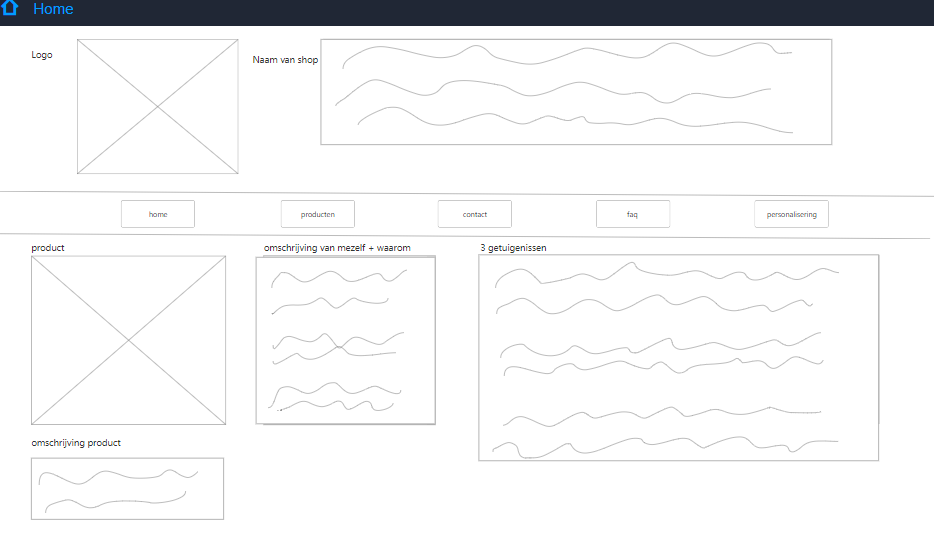 Home
Logo
Naam van shop
home
producten
contact
faq
personalisering
product
omschrijving van mezelf + waarom
3 getuigenissen
omschrijving product